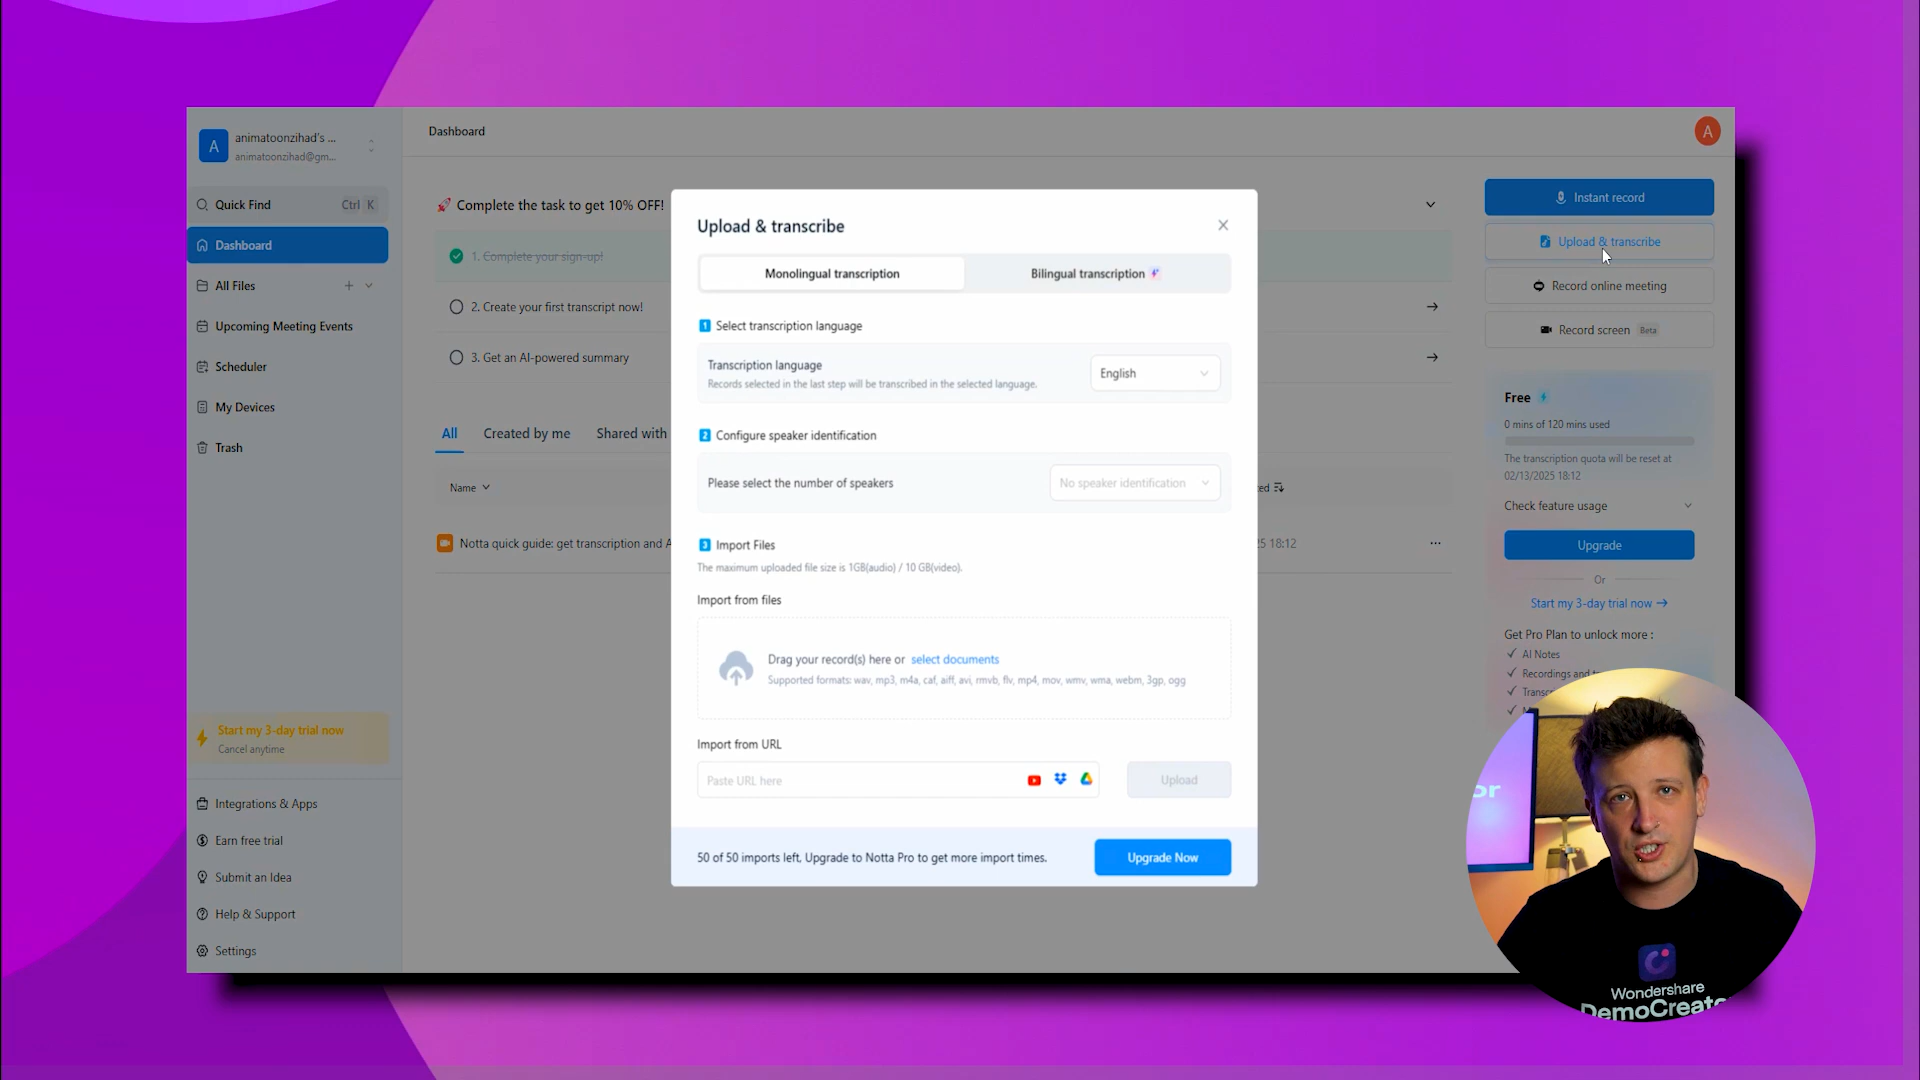 A
animatoonzihad's ...
animatoonzihad@gm...
Quick Find
Ctrl K
Dashboard
All Files
Upcoming Meeting Events
Scheduler
My Devices
Trash
Start my 3-day trial now
Cancel anytime
Integrations & Apps
Earn free trial
Submit an Idea
Help & Support
Settings
Dashboard
A
Complete the task to get 10% OFF!
1. Complete your sign-up!
2. Create your first transcript now!
3. Get an AI-powered summary
All
Created by me
Shared with
Name
Notta quick guide: get transcription and A
18:12
Upload & transcribe
Monolingual transcription
Bilingual transcription
1 Select transcription language
Transcription language
Records selected in the last step will be transcribed in the selected language.
English
2 Configure speaker identification
Please select the number of speakers
No speaker identification
3 Import Files
The maximum uploaded file size is 1GB(audio) / 10 GB(video).
Import from files
Drag your record(s) here or select documents
Supported formats: wav, mp3, m4a, caf, aiff, avi, rmvb, flv, mp4, mov, wmv, wma, webm, 3gp, ogg
Import from URL
Paste URL here
Upload
50 of 50 imports left, Upgrade to Notta Pro to get more import times.
Upgrade Now
Instant record
Upload & transcribe
Record online meeting
Record screen Beta
Free
0 mins of 120 mins used
The transcription quota will be reset at
02/13/2025 18:12
Check feature usage
Upgrade
Or
Start my 3-day trial now
Get Pro Plan to unlock more :
AI Notes
Recordings and
Transc
or
Wondershare
DemoCreato